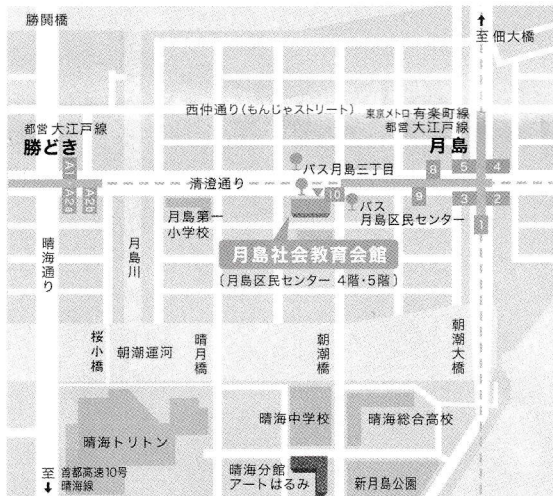 勝鬨橋
↑
至 佃大橋
西仲通り(もんじゃストリート)
東京メトロ 有楽町線
都営 大江戸線
月島
都営 大江戸線
勝どき
A1
A2a
A2b
清澄通り
バス月島三丁目
8
5
4
10
9
3
2
1
バス
月島区民センター
月島第一
小学校
月島社会教育会館
〔月島区民センター 4階・5階〕
晴海通り
月島川
桜小橋
朝潮運河
晴月橋
朝潮橋
朝潮大橋
晴海トリトン
晴海中学校
晴海総合高校
晴海分館
アートはるみ
新月島公園
至 首都高速10号
↓ 晴海線